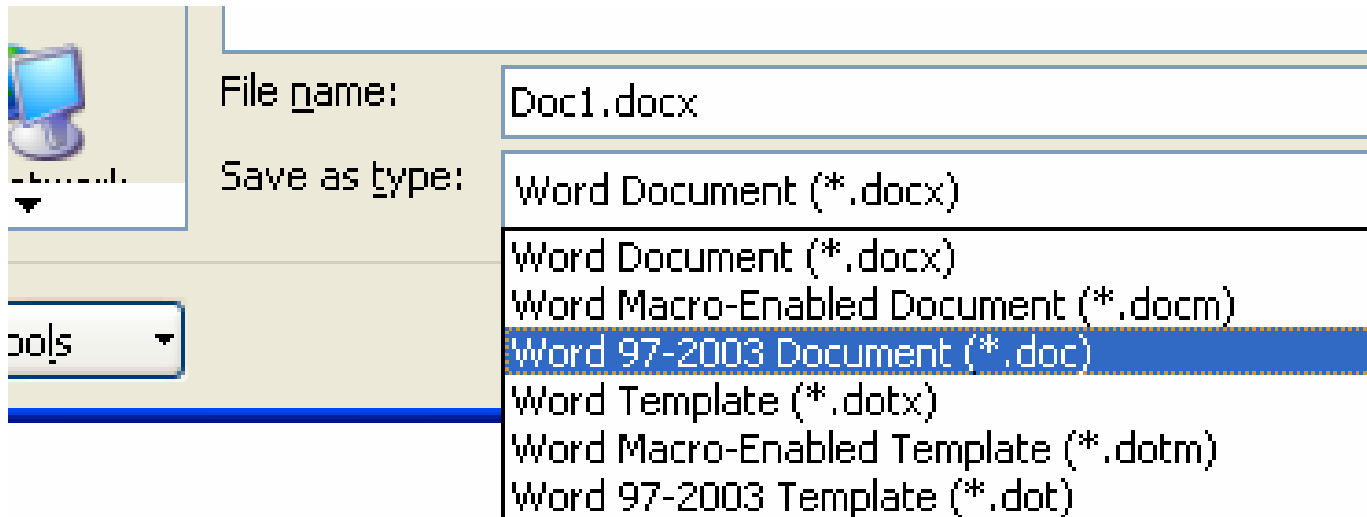 File name:
Doc1.docx
Save as type:
Word Document (*.docx)
Word Document (*.docx)
Word Macro-Enabled Document (*.docm)
Word 97-2003 Document (*.doc)
Word Template (*.dotx)
Word Macro-Enabled Template (*.dotm)
Word 97-2003 Template (*.dot)
ools